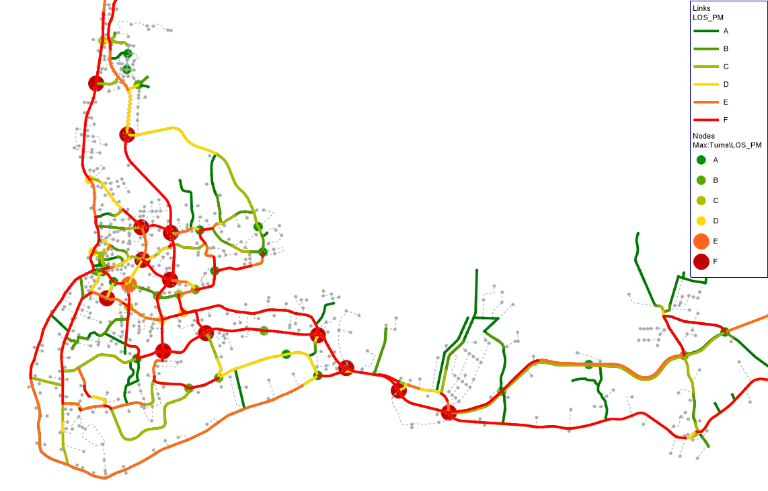 Links
LOS_PM
A
B
C
D
E
F
Nodes
Max:Turns\LOS_PM
A
B
C
D
E
F